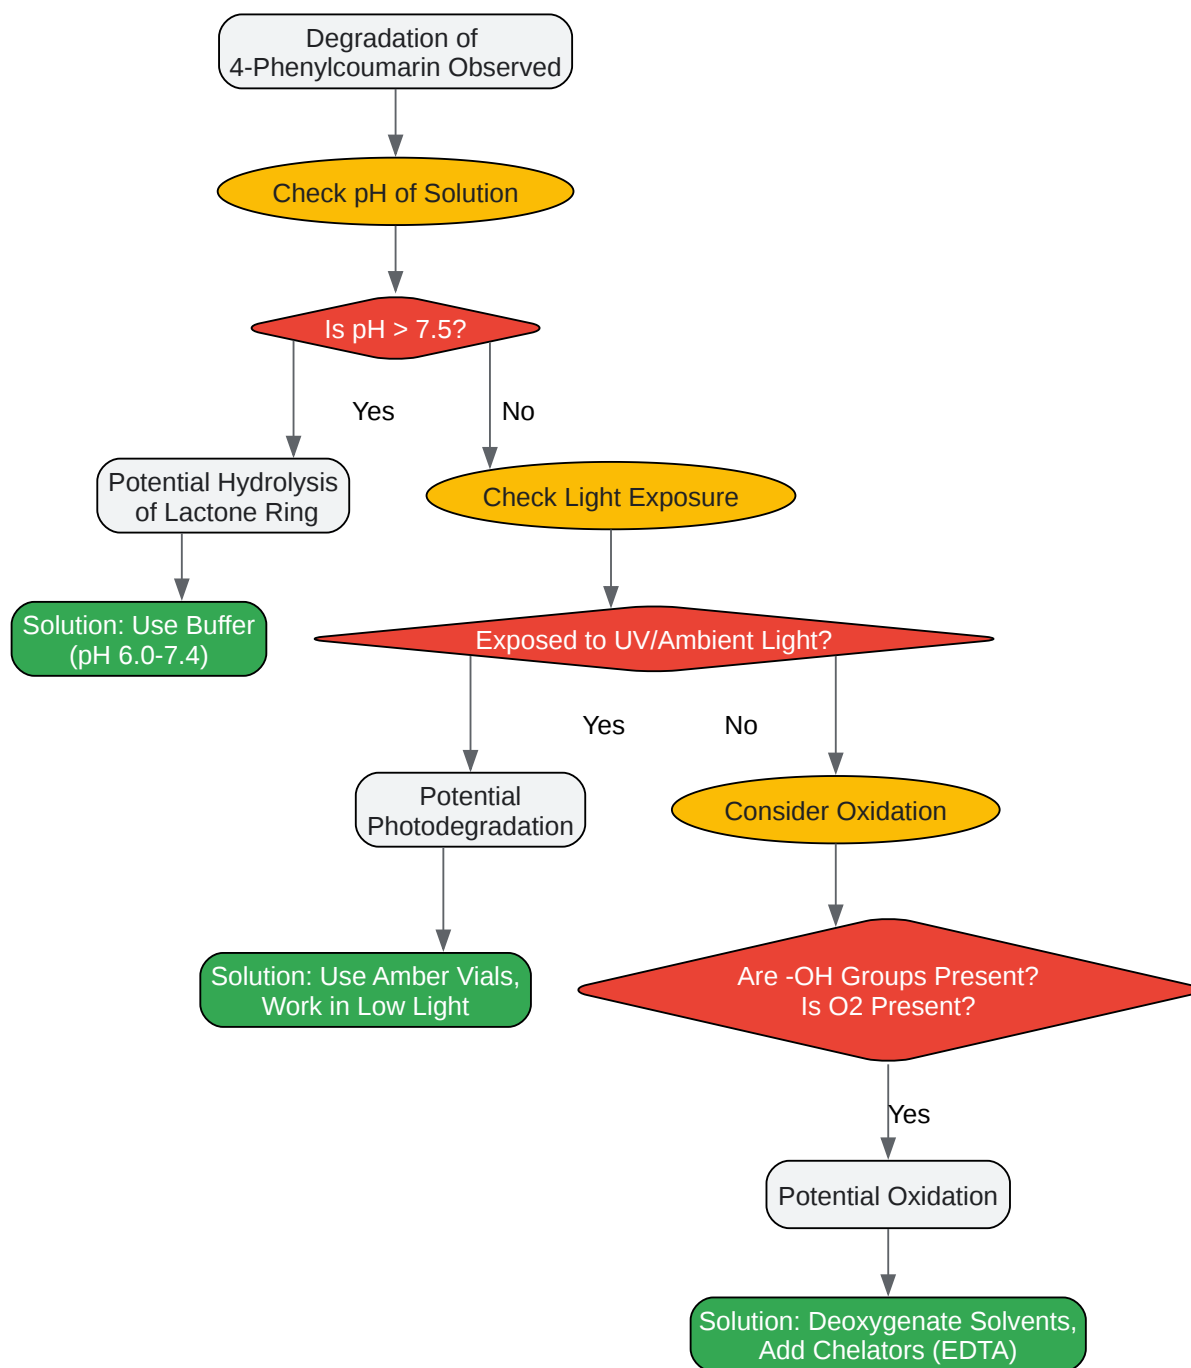 Degradation of
4-Phenylcoumarin Observed
Check pH of Solution
Is pH > 7.5?
Yes
No
Potential Hydrolysis
of Lactone Ring
Check Light Exposure
Solution: Use Buffer
(pH 6.0-7.4)
Exposed to UV/Ambient Light?
Yes
No
Potential
Photodegradation
Consider Oxidation
Solution: Use Amber Vials,
Work in Low Light
Are -OH Groups Present?
Is O2 Present?
Yes
Potential Oxidation
Solution: Deoxygenate Solvents,
Add Chelators (EDTA)